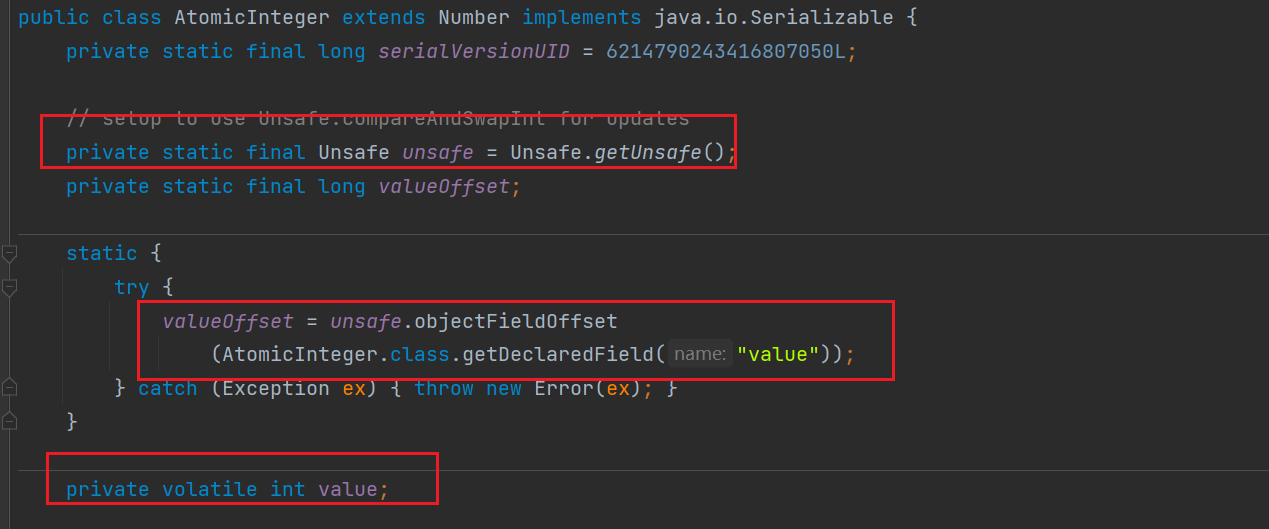 public class AtomicInteger extends Number implements java.io.Serializable {
private static final long serialVersionUID = 6214790243416807050L;
// setup to use Unsafe.compareAndSwapInt for updates
private static final Unsafe unsafe = Unsafe.getUnsafe();
private static final long valueOffset;
static {
try {
valueOffset = unsafe.objectFieldOffset
(AtomicInteger.class.getDeclaredField( name: "value"));
} catch (Exception ex) { throw new Error(ex); }
}
private volatile int value;